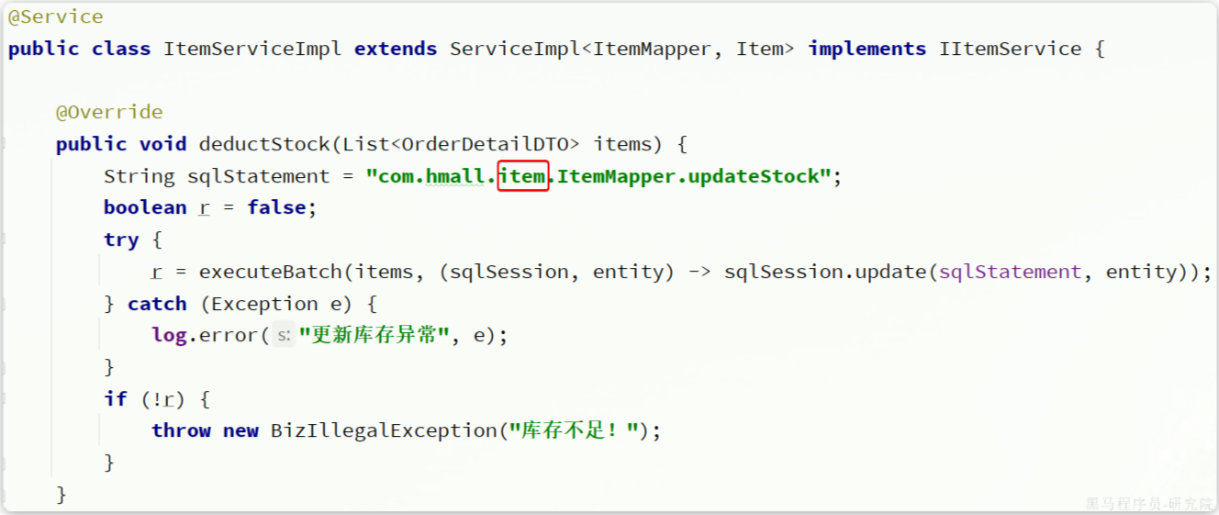 @Service
public class ItemServiceImpl extends ServiceImpl<ItemMapper, Item> implements IItemService {
@Override
public void deductStock(List<OrderDetailDTO> items) {
String sqlStatement = "com.hmall.item.ItemMapper.updateStock";
boolean r = false;
try {
r = executeBatch(items, (sqlSession, entity) -> sqlSession.update(sqlStatement, entity));
} catch (Exception e) {
log.error( s: "更新库存异常", e);
}
if (!r) {
throw new BizIllegalException("库存不足！");
}
}
黑马程序员-研究院